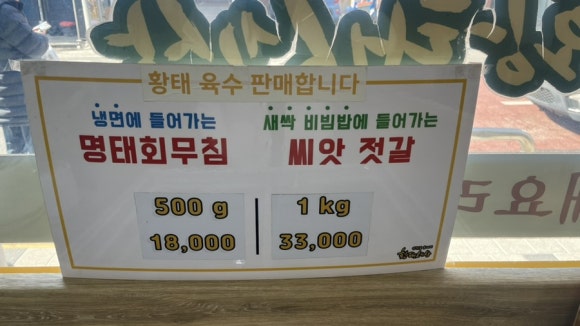 황태 육수 판매합니다
냉면에 들어가는
명태회무침
새싹 비빔밥에 들어가는
씨앗 젓갈
500 g
18,000
1 kg
33,000